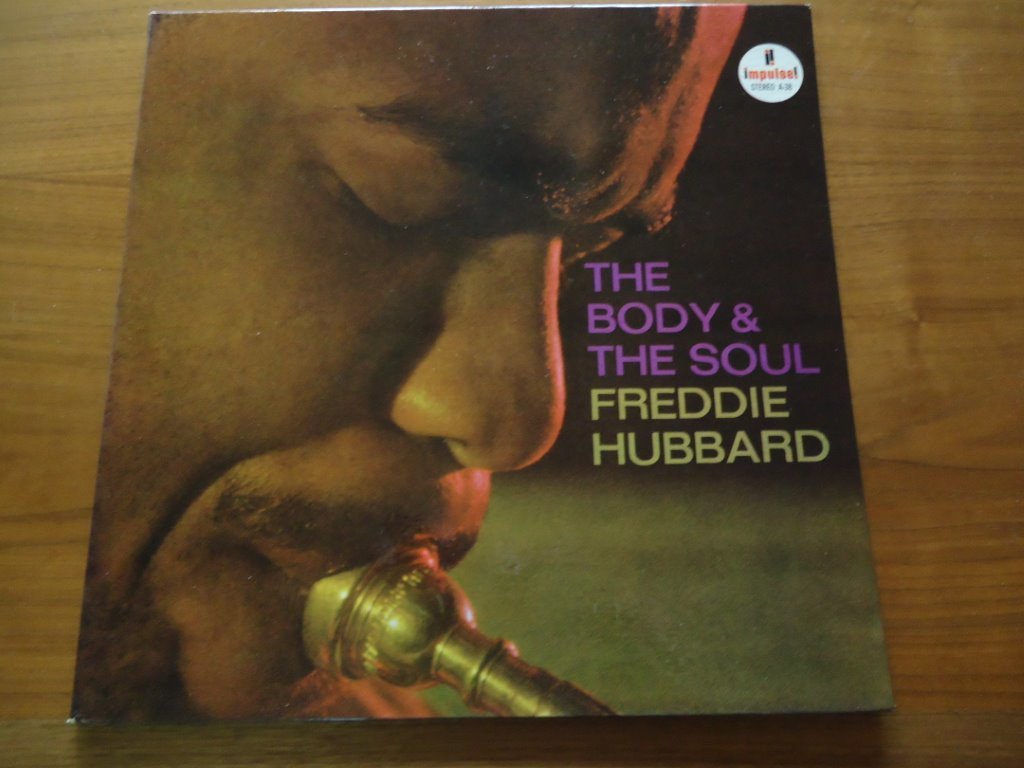 impulse!
STEREO A-38
THE
BODY &
THE SOUL
FREDDIE
HUBBARD